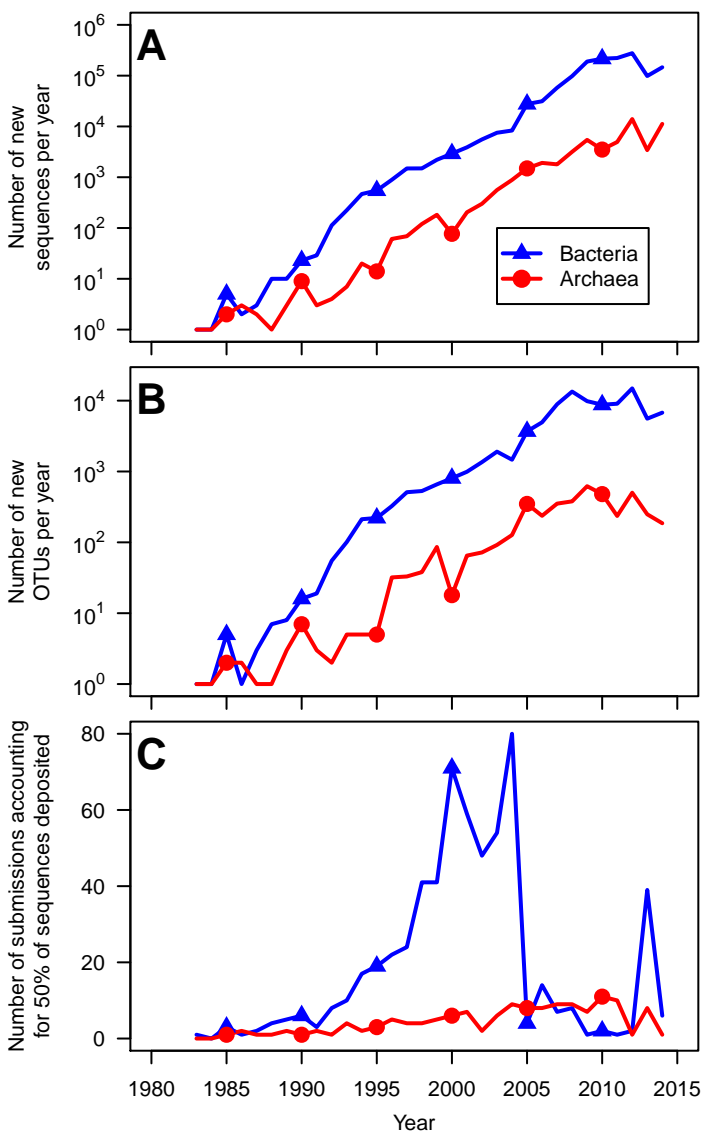 A
Number of new
sequences per year
10^6
10^5
10^4
10^3
10^2
10^1
10^0
Bacteria
Archaea
B
Number of new
OTUs per year
10^4
10^3
10^2
10^1
10^0
C
Number of submissions accounting
for 50% of sequences deposited
80
60
40
20
0
1980 1985 1990 1995 2000 2005 2010 2015
Year